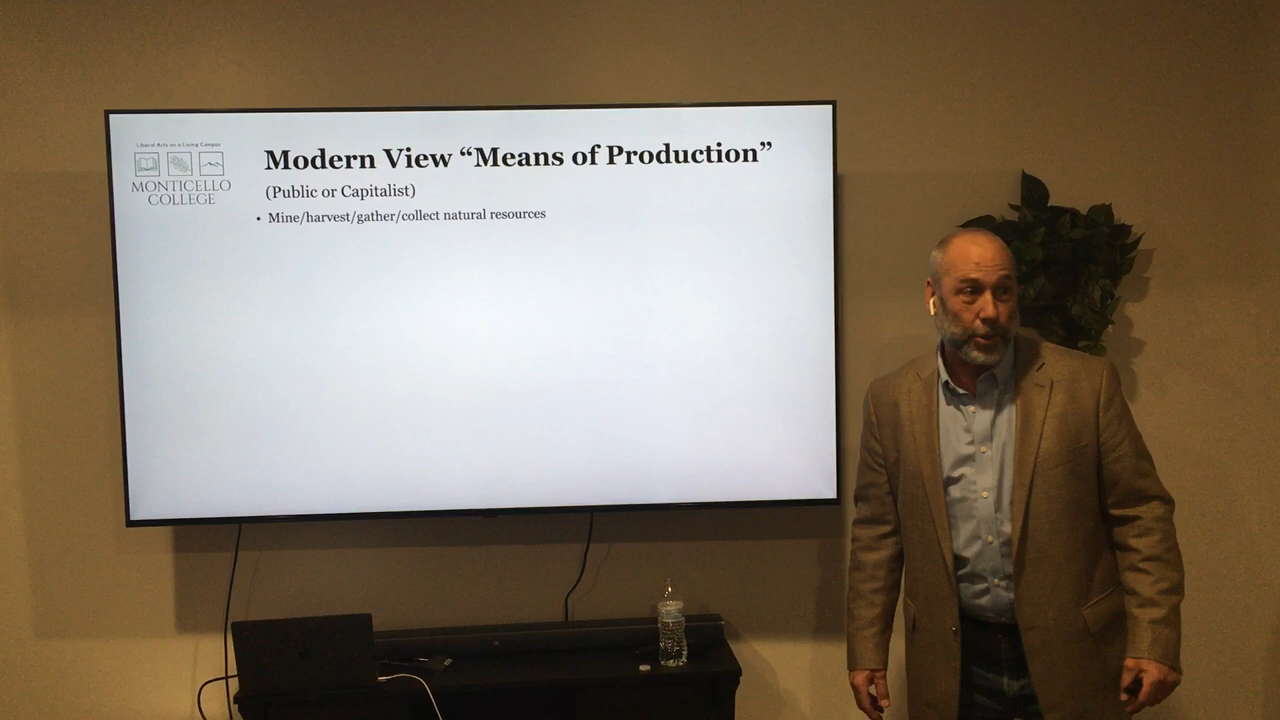 Liberal Arts on a Living Campus
MONTICELLO
COLLEGE
Modern View “Means of Production”
(Public or Capitalist)
• Mine/harvest/gather/collect natural resources